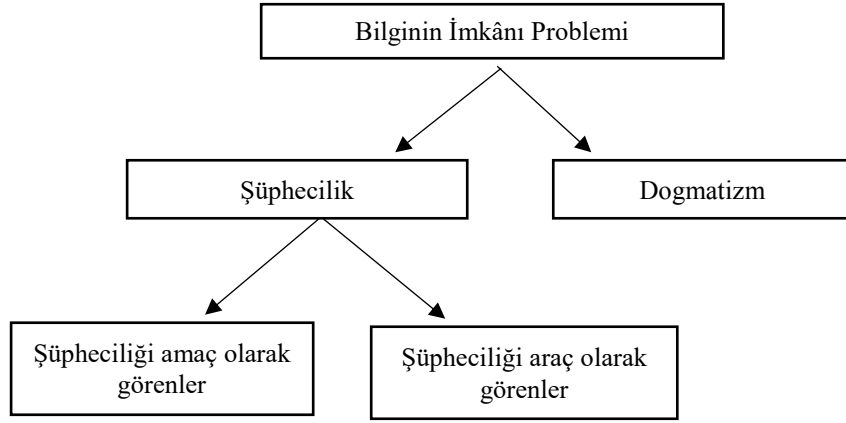 Bilginin İmkânı Problemi
Şüphecilik
Dogmatizm
Şüpheciliği amaç olarak
görenler
Şüpheciliği araç olarak
görenler